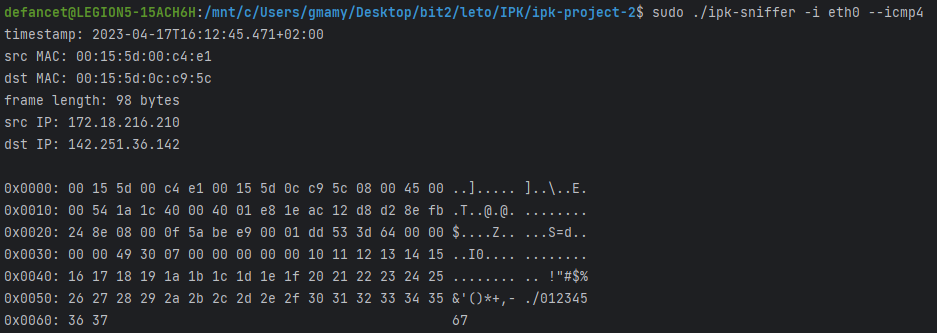 defancet@LEGION5-15ACH6H:/mnt/c/Users/gmamy/Desktop/bit2/leto/IPK/ipk-project-2$ sudo ./ipk-sniffer -i eth0 --icmp4
timestamp: 2023-04-17T16:12:45.471+02:00
src MAC: 00:15:5d:00:c4:e1
dst MAC: 00:15:5d:0c:c9:5c
frame length: 98 bytes
src IP: 172.18.216.210
dst IP: 142.251.36.142
0x0000: 00 15 5d 00 c4 e1 00 15 5d 0c c9 5c 08 00 45 00 ..]..... ]..\..E.
0x0010: 00 54 1a 1c 40 00 40 01 e8 1e ac 12 d8 d2 8e fb .T..@.@. ........
0x0020: 24 8e 08 00 0f 5a be e9 00 01 dd 53 3d 64 00 00 $....Z.. ...S=d..
0x0030: 00 00 49 30 07 00 00 00 00 00 10 11 12 13 14 15 ..I0.... ........
0x0040: 16 17 18 19 1a 1b 1c 1d 1e 1f 20 21 22 23 24 25 ........ .. !"#$%
0x0050: 26 27 28 29 2a 2b 2c 2d 2e 2f 30 31 32 33 34 35 &'()*+,- ./012345
0x0060: 36 37 67